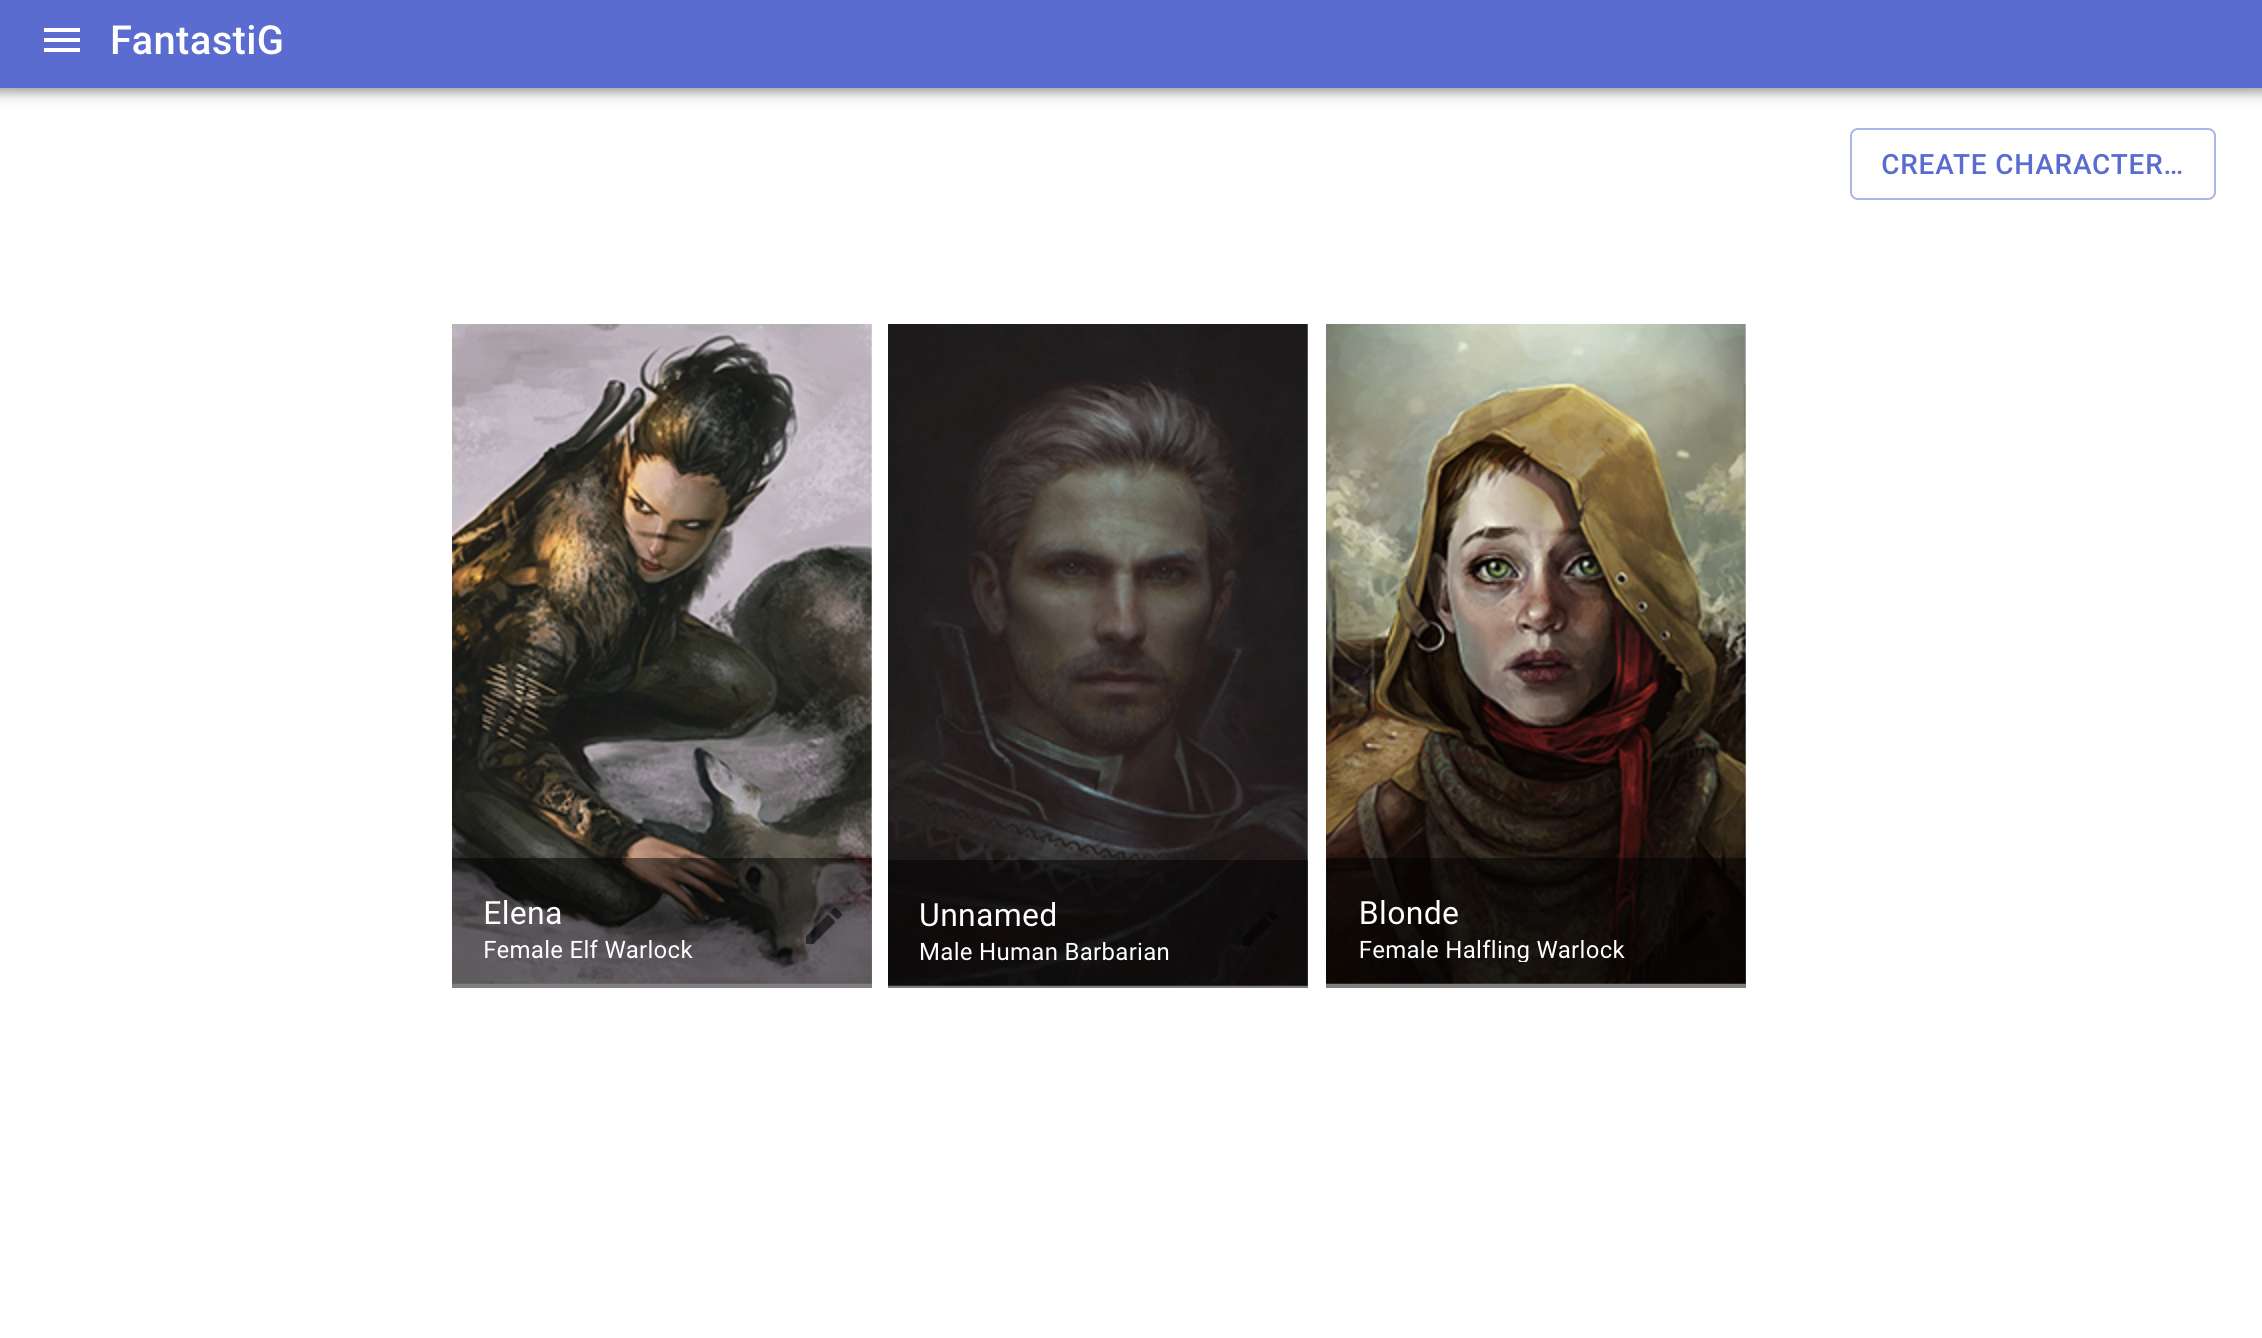 FantastiG
CREATE CHARACTER...
Elena
Female Elf Warlock
Unnamed
Male Human Barbarian
Blonde
Female Halfling Warlock